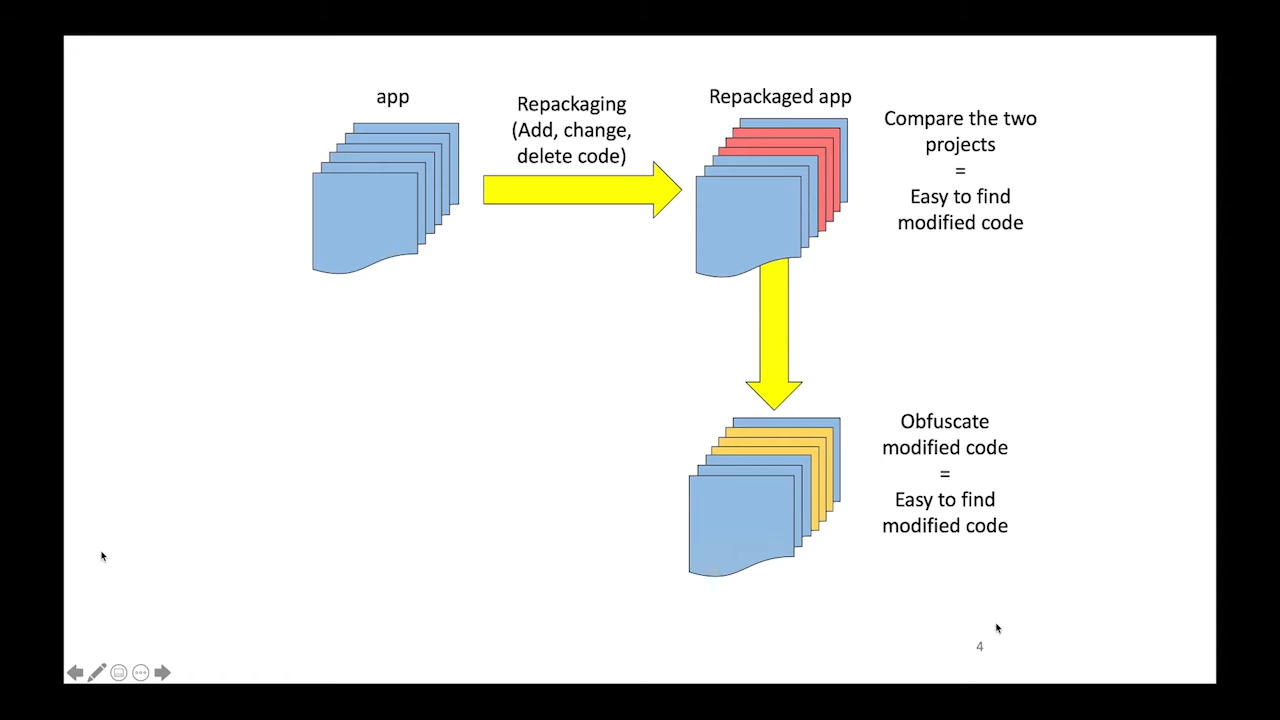 app
Repackaging
(Add, change,
delete code)
Repackaged app
Compare the two
projects
=
Easy to find
modified code
Obfuscate
modified code
=
Easy to find
modified code
4